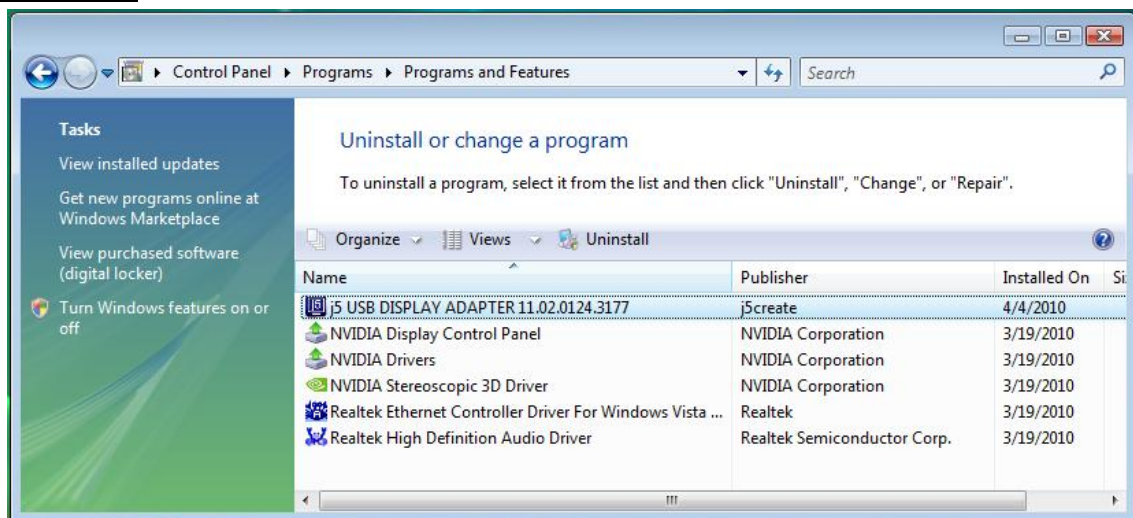 Control Panel Programs Programs and Features Search
Tasks
View installed updates
Get new programs online at
Windows Marketplace
View purchased software
(digital locker)
Turn Windows features on or
off
Uninstall or change a program
To uninstall a program, select it from the list and then click "Uninstall", "Change", or "Repair".
Organize Views Uninstall
Name Publisher Installed On Si
j5 USB DISPLAY ADAPTER 11.02.0124.3177 j5create 4/4/2010
NVIDIA Display Control Panel NVIDIA Corporation 3/19/2010
NVIDIA Drivers NVIDIA Corporation 3/19/2010
NVIDIA Stereoscopic 3D Driver NVIDIA Corporation 3/19/2010
Realtek Ethernet Controller Driver For Windows Vista ... Realtek 3/19/2010
Realtek High Definition Audio Driver Realtek Semiconductor Corp. 3/19/2010